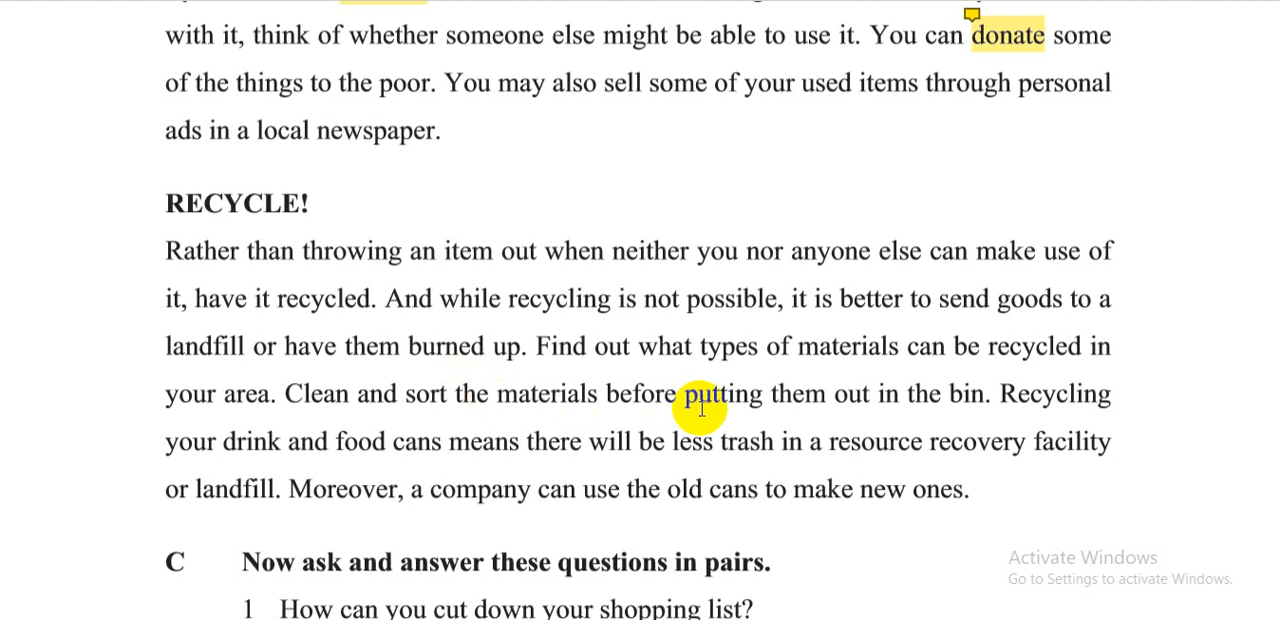 with it, think of whether someone else might be able to use it. You can donate some
of the things to the poor. You may also sell some of your used items through personal
ads in a local newspaper.
RECYCLE!
Rather than throwing an item out when neither you nor anyone else can make use of
it, have it recycled. And while recycling is not possible, it is better to send goods to a
landfill or have them burned up. Find out what types of materials can be recycled in
your area. Clean and sort the materials before putting them out in the bin. Recycling
your drink and food cans means there will be less trash in a resource recovery facility
or landfill. Moreover, a company can use the old cans to make new ones.
C Now ask and answer these questions in pairs.
1 How can you cut down your shopping list?
Activate Windows
Go to Settings to activate Windows.